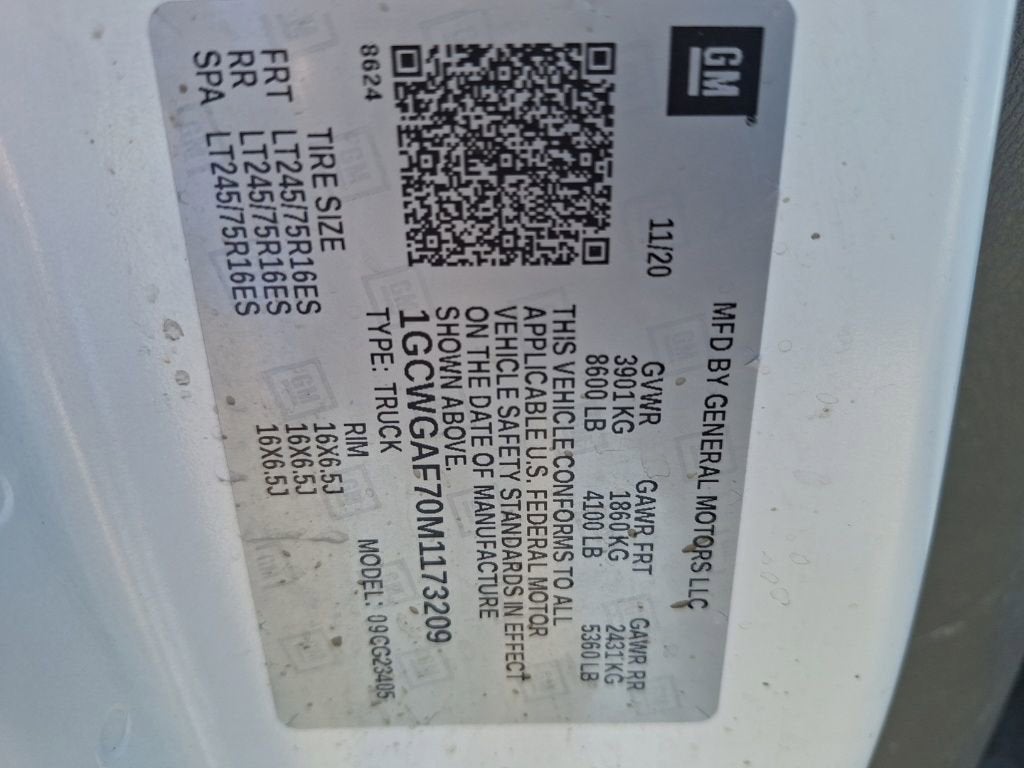 GM
MFD BY GENERAL MOTORS LLC
11/20
GVWR GAWR FRT GAWR RR
3901 KG 1860 KG 2431 KG
8600 LB 4100 LB 5360 LB
THIS VEHICLE CONFORMS TO ALL
APPLICABLE U.S. FEDERAL MOTOR
VEHICLE SAFETY STANDARDS IN EFFECT
ON THE DATE OF MANUFACTURE
SHOWN ABOVE.
1GCWGAF70M1173209
8624
TYPE: TRUCK MODEL: 09CG23405
TIRE SIZE RIM
FRT LT245/75R16ES 16X6.5J
RR LT245/75R16ES 16X6.5J
SPA LT245/75R16ES 16X6.5J